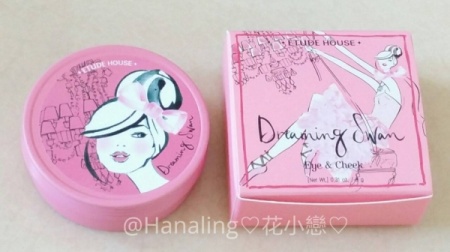 • ETUDE HOUSE •
Dreaming Swan
• ETUDE HOUSE •
Dreaming Swan
Eye & Cheek
@Hanaling♡花小戀♡